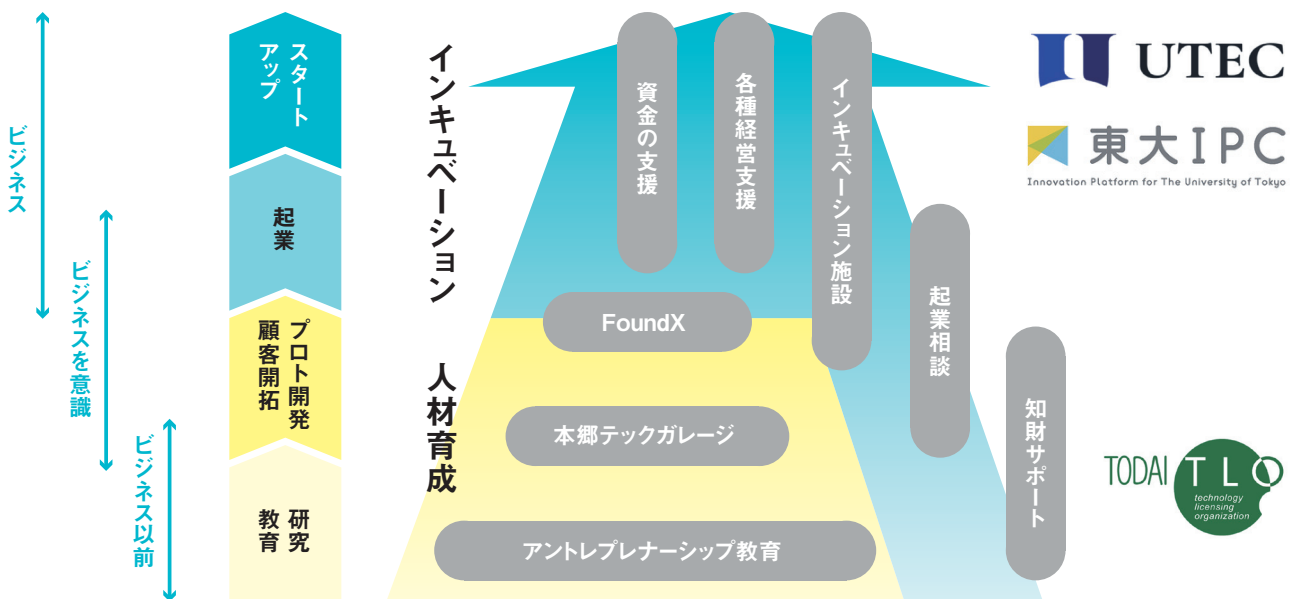 ビジネス
ビジネスを意識
ビジネス以前
スタート
アップ
起業
プロト開発
顧客開拓
研究
教育
インキュベーション
人材育成
資金の支援
各種経営支援
インキュベーション施設
起業相談
知財サポート
FoundX
本郷テックガレージ
アントレプレナーシップ教育
UTEC
東大IPC
Innovation Platform for The University of Tokyo
TODAI TLO
technology
licensing
organization